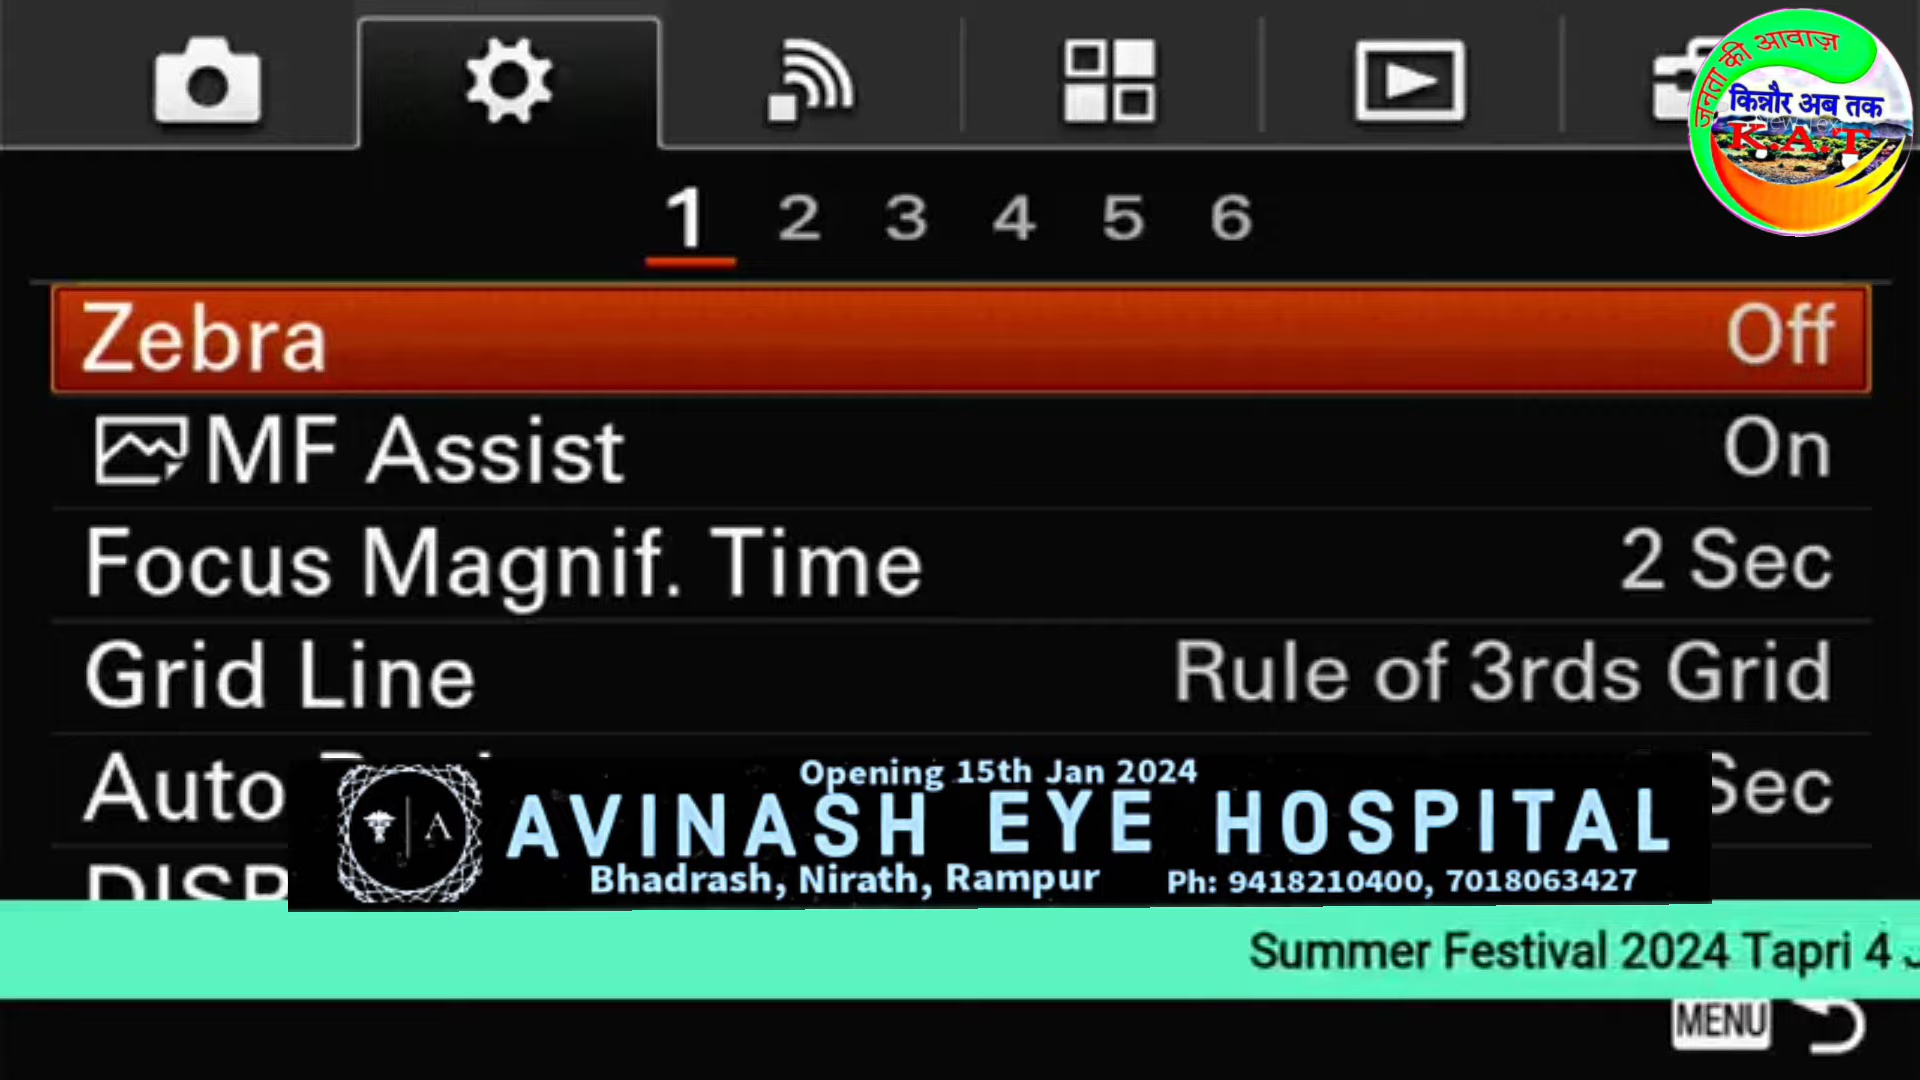 जनता की आवाज़
किन्नौर अब तक
K.A.T
1 2 3 4 5 6
Zebra Off
MF Assist On
Focus Magnif. Time 2 Sec
Grid Line Rule of 3rds Grid
Auto Sec
Opening 15th Jan 2024
A
AVINASH EYE HOSPITAL
Bhadrash, Nirath, Rampur Ph: 9418210400, 7018063427
DISP
Summer Festival 2024 Tapri 4
MENU